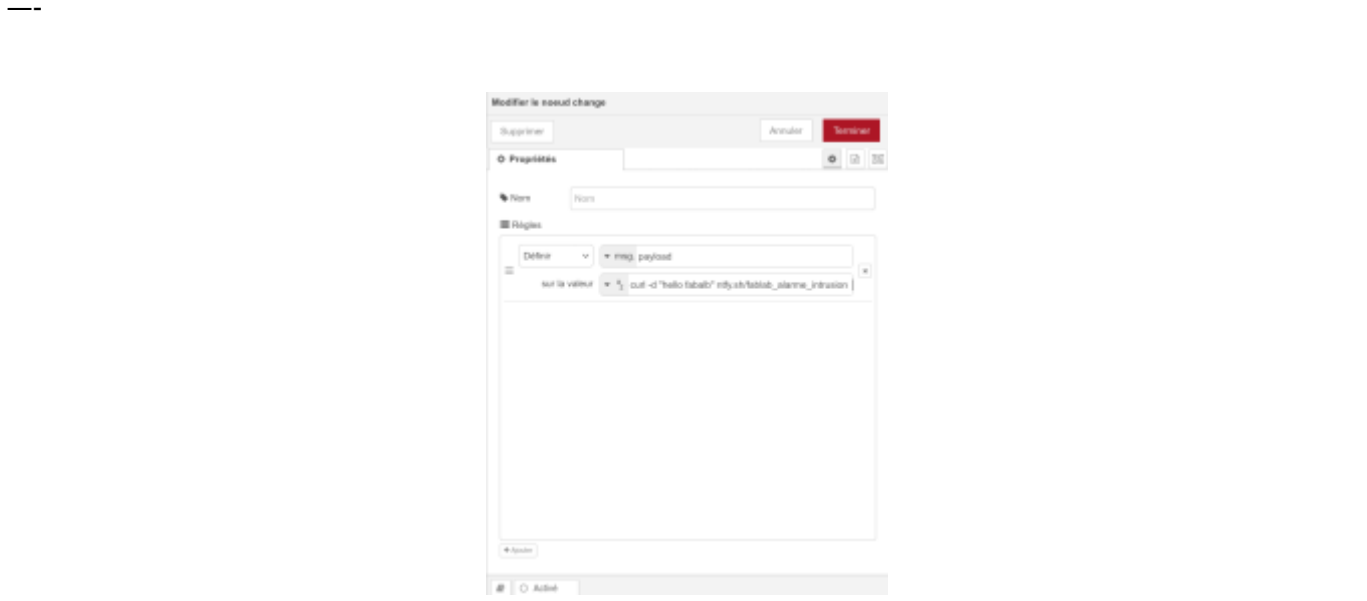 Modifier le noeud change
Supprimer
Annuler
Terminer
Propriétés
Nom
Nom
Règles
Définir
msg. payload
sur la valeur
curl -d "hello fabalb" ntfy.sh/fablab_alarme_intrusion
Ajouter
Activé